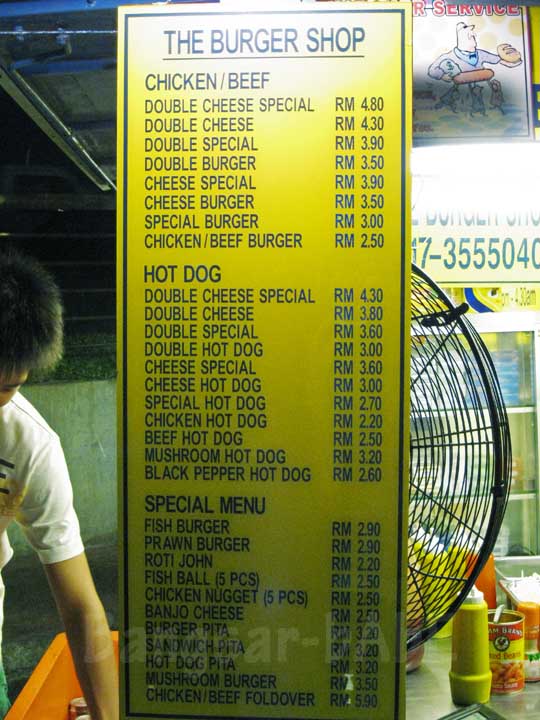 THE BURGER SHOP
CHICKEN/BEEF
DOUBLE CHEESE SPECIAL RM 4.80
DOUBLE CHEESE RM 4.30
DOUBLE SPECIAL RM 3.90
DOUBLE BURGER RM 3.50
CHEESE SPECIAL RM 3.90
CHEESE BURGER RM 3.50
SPECIAL BURGER RM 3.00
CHICKEN/BEEF BURGER RM 2.50
HOT DOG
DOUBLE CHEESE SPECIAL RM 4.30
DOUBLE CHEESE RM 3.80
DOUBLE SPECIAL RM 3.60
DOUBLE HOT DOG RM 3.00
CHEESE SPECIAL RM 3.60
CHEESE HOT DOG RM 3.00
SPECIAL HOT DOG RM 2.70
CHICKEN HOT DOG RM 2.20
BEEF HOT DOG RM 2.50
MUSHROOM HOT DOG RM 3.20
BLACK PEPPER HOT DOG RM 2.60
SPECIAL MENU
FISH BURGER RM 2.90
PRAWN BURGER RM 2.90
ROTI JOHN RM 2.20
FISH BALL (5 PCS) RM 2.50
CHICKEN NUGGET (5 PCS) RM 2.50
BANJO CHEESE RM 2.50
BURGER PITA RM 3.20
SANDWICH PITA RM 3.20
HOT DOG PITA RM 3.20
MUSHROOM BURGER RM 3.50
CHICKEN/BEEF FOLDOVER RM 5.90
R SERVICE
BURGER SHO
17-3555040
- 4.30am
BRAND
Beans